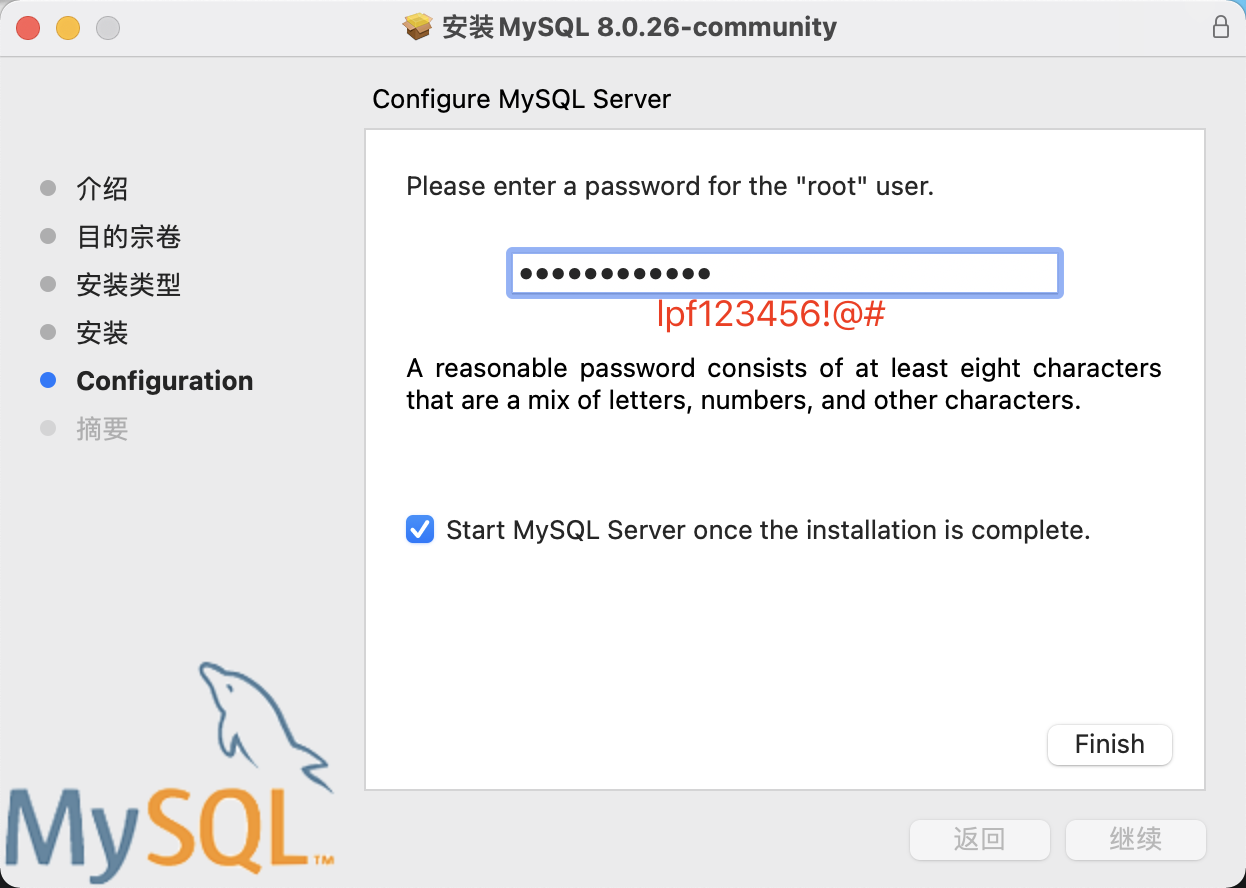 安装 MySQL 8.0.26-community
Configure MySQL Server
介绍
目的宗卷
安装类型
安装
Configuration
摘要
Please enter a password for the "root" user.
●●●●●●●●●●●●
lpf123456!@#
A reasonable password consists of at least eight characters
that are a mix of letters, numbers, and other characters.
Start MySQL Server once the installation is complete.
Finish
MySQL™
返回
继续